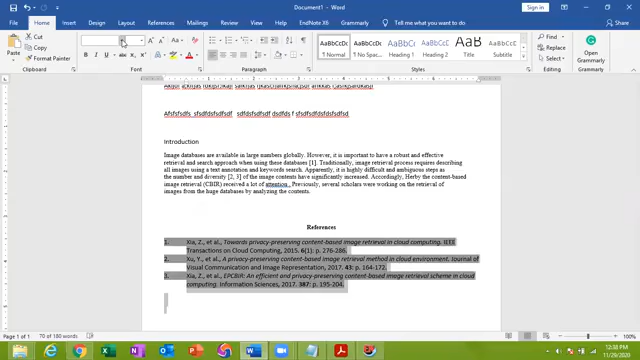 Document1 - Word
Sign in
File Home Insert Design Layout References Mailings Review View Help EndNote X6 Grammarly Tell me what you want to do
Cut
Copy
Paste
Format Painter
Clipboard
Font
Paragraph
AaBbCcDc AaBbCcDc AaBbC AaBbCcD AaB AaBbCcD
1 Normal 1 No Spac... Heading 1 Heading 2 Title Subtitle
Styles
Find
Replace
Select
Editing
Open
Grammarly
Grammarly
Afsfsfsdfs sfsdfdsfsdfsdf sdfdsfsdfsdf dsdfds f sfsdfsdfdsfdsfsdfsd
Introduction
Image databases are available in large numbers globally. However, it is important to have a robust and effective
retrieval and search approach when using these databases [1]. Traditionally, image retrieval process requires describing
all images using a text annotation and keywords search. Apparently, it is highly difficult and ambiguous steps as
the number and diversity [2, 3] of the image contents have significantly increased. Accordingly, Herby the content-based
image retrieval (CBIR) received a lot of attention . Previously, several scholars were working on the retrieval of
images from the huge databases by analyzing the contents.
References
1. Xia, Z., et al., Towards privacy-preserving content-based image retrieval in cloud computing. IEEE
Transactions on Cloud Computing, 2015. 6(1): p. 276-286.
2. Xu, Y., et al., A privacy-preserving content-based image retrieval method in cloud environment. Journal of
Visual Communication and Image Representation, 2017. 43: p. 164-172.
3. Xia, Z., et al., EPCBIR: An efficient and privacy-preserving content-based image retrieval scheme in cloud
computing. Information Sciences, 2017. 387: p. 195-204.
Page 1 of 1 70 of 180 words
100%
12:38 PM
11/29/2020